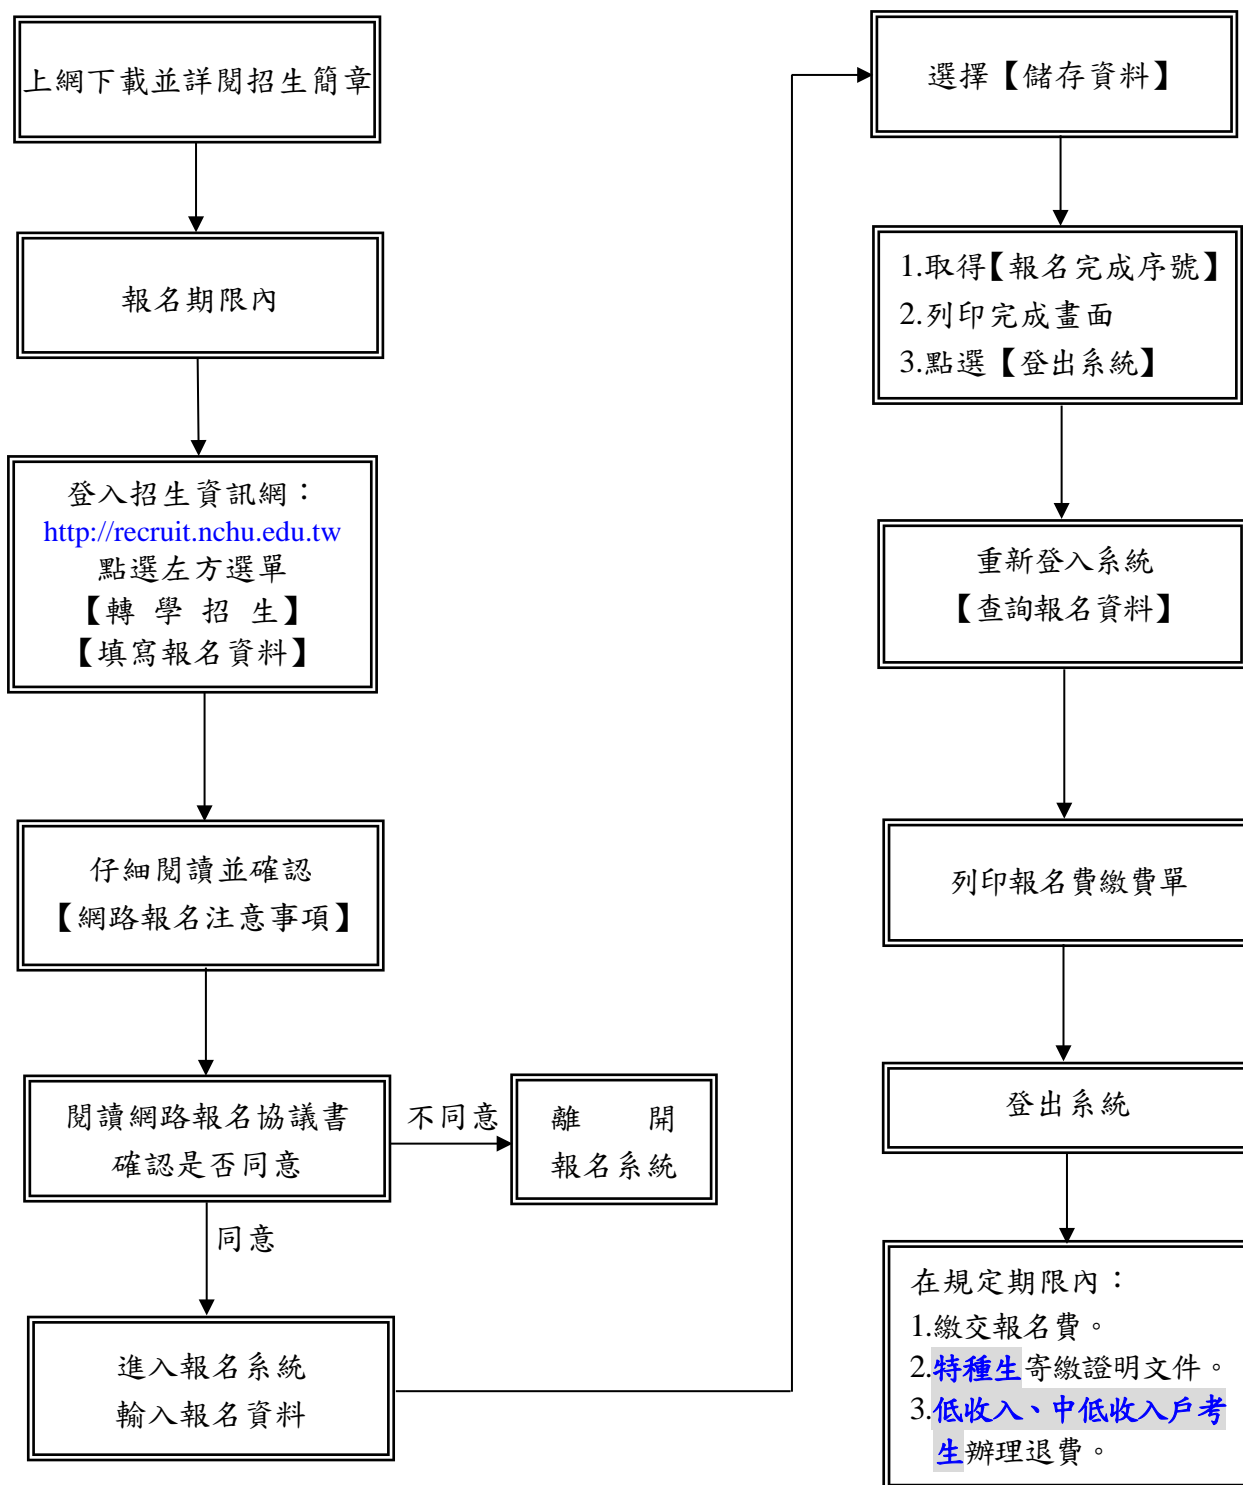 上網下載並詳閱招生簡章
報名期限內
登入招生資訊網：
http://recruit.nchu.edu.tw
點選左方選單
【轉 學 招 生】
【填寫報名資料】
仔細閱讀並確認
【網路報名注意事項】
閱讀網路報名協議書
確認是否同意
不同意
離 開
報名系統
同意
進入報名系統
輸入報名資料
選擇【儲存資料】
1.取得【報名完成序號】
2.列印完成畫面
3.點選【登出系統】
重新登入系統
【查詢報名資料】
列印報名費繳費單
登出系統
在規定期限內：
1.繳交報名費。
2.特種生寄繳證明文件。
3.低收入、中低收入戶考
生辦理退費。